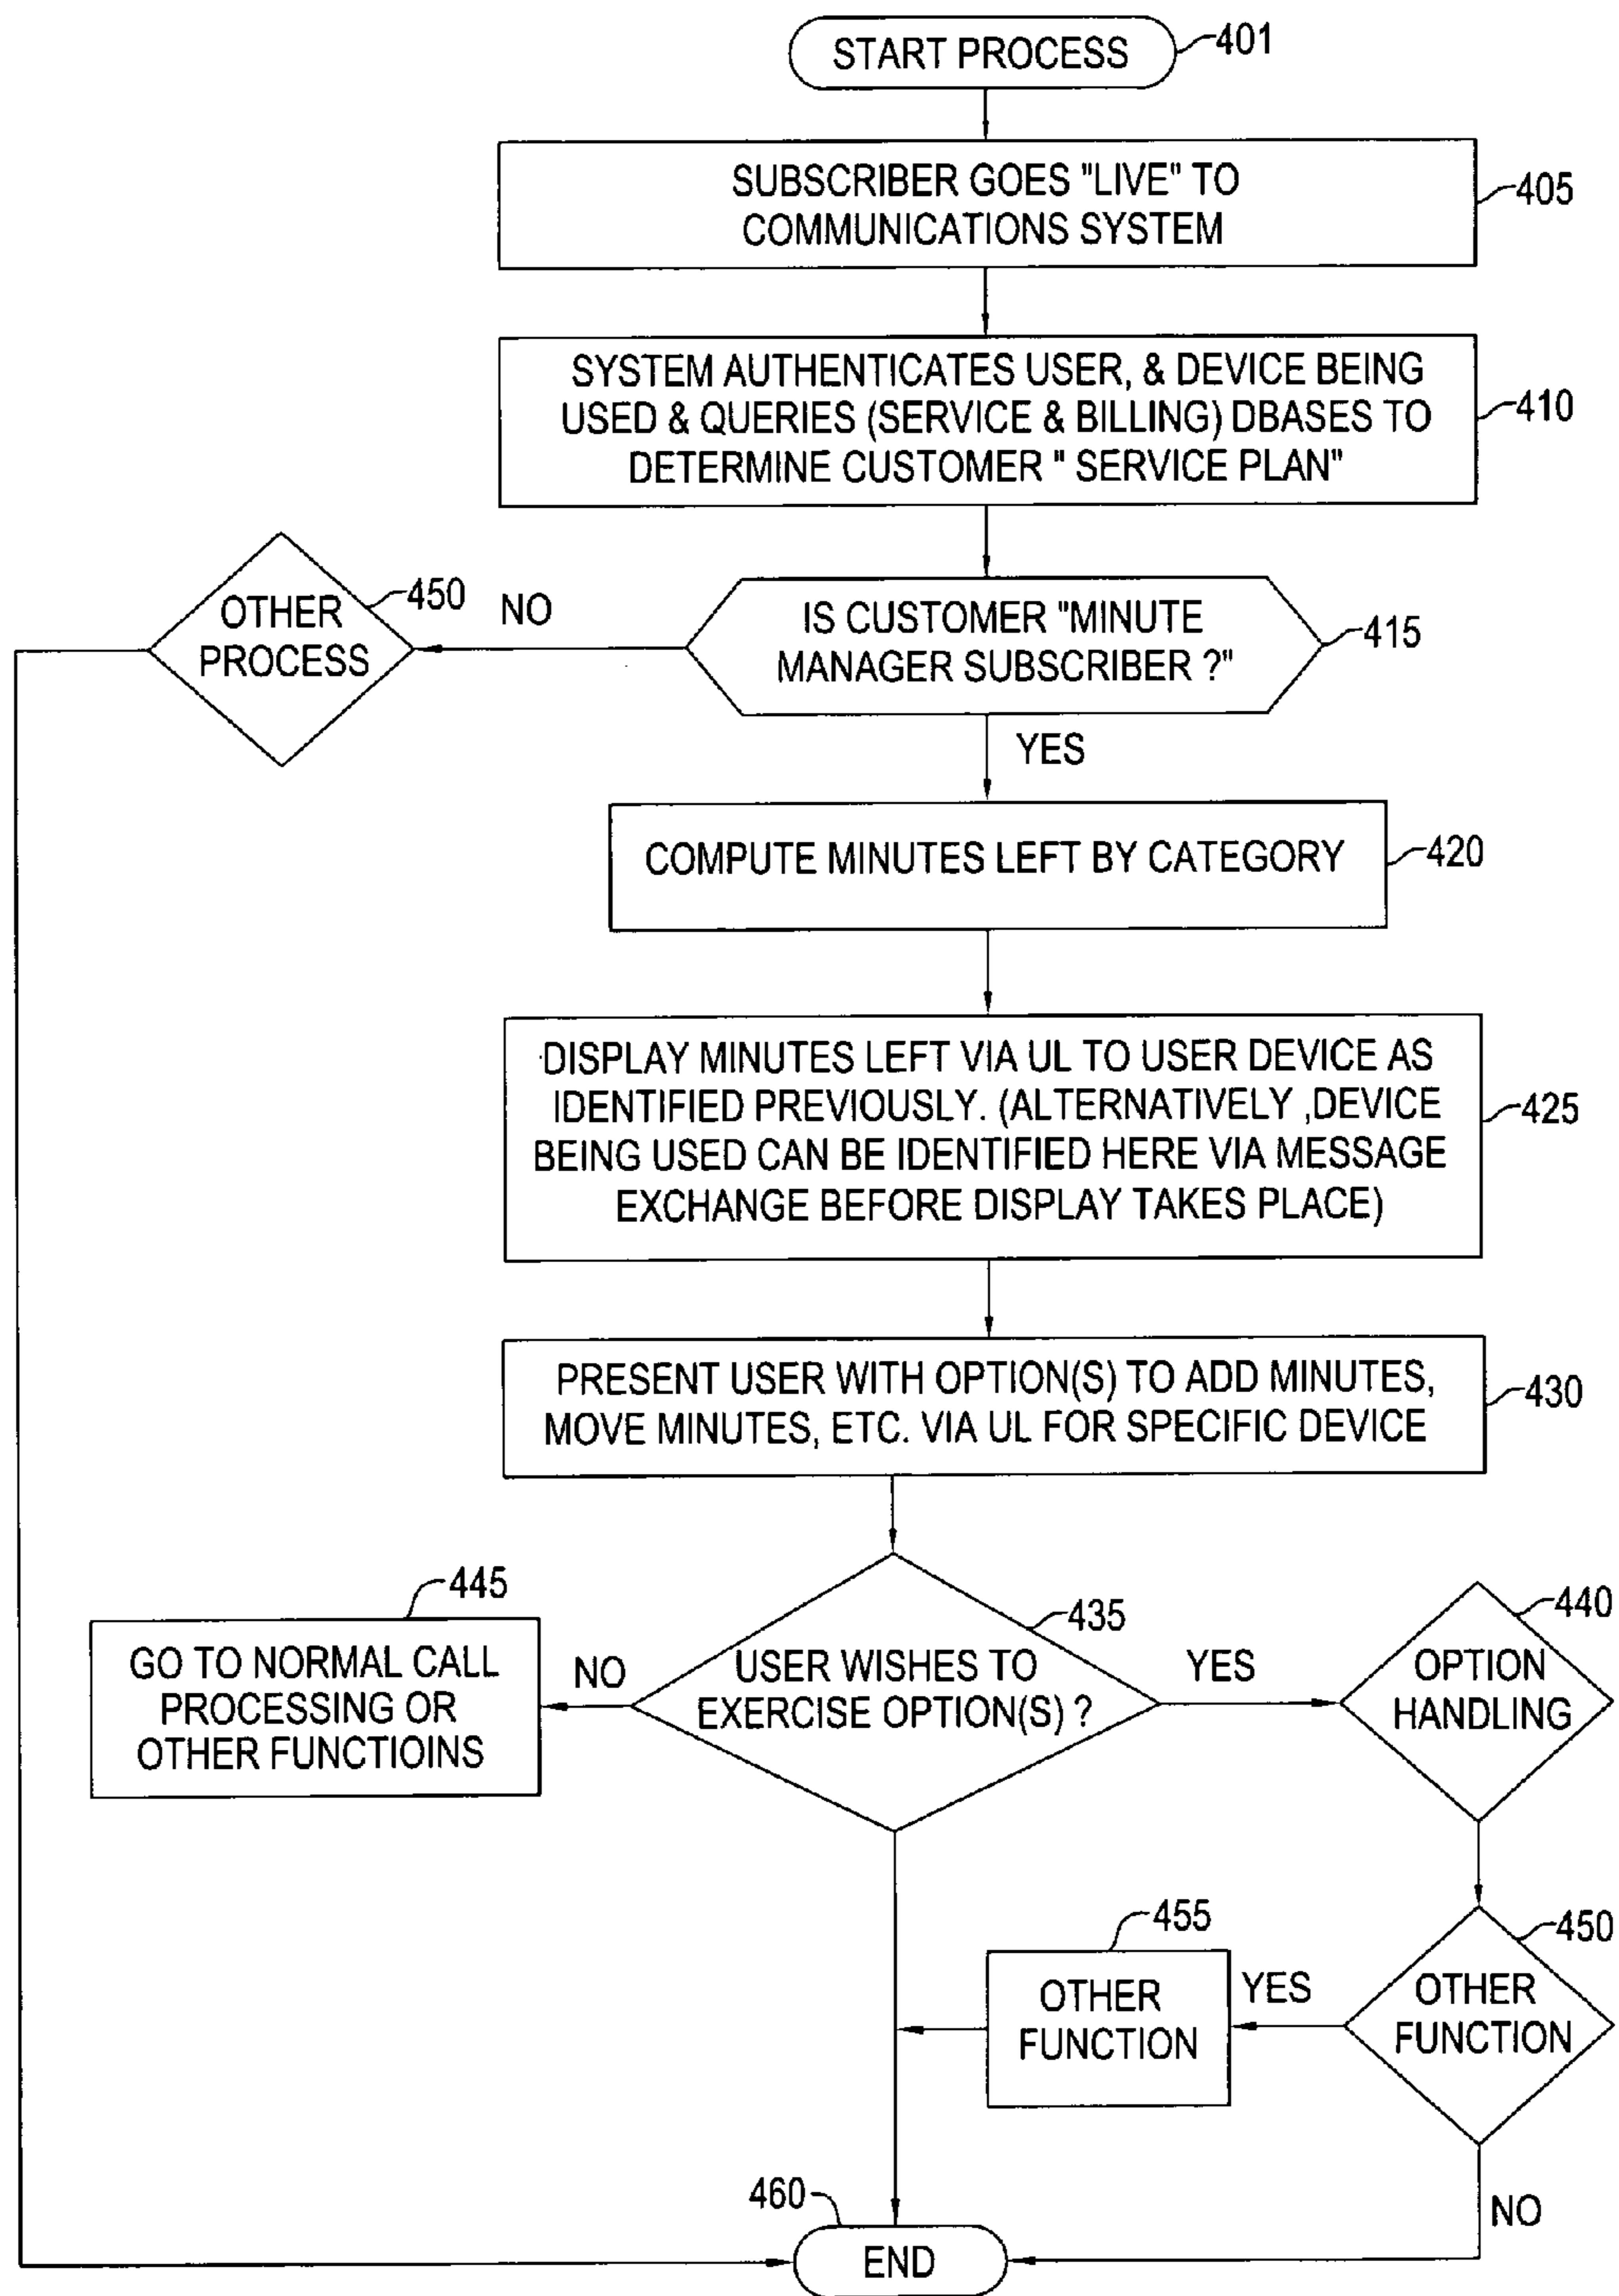 START PROCESS
401
SUBSCRIBER GOES "LIVE" TO
COMMUNICATIONS SYSTEM
405
SYSTEM AUTHENTICATES USER, & DEVICE BEING
USED & QUERIES (SERVICE & BILLING) DBASES TO
DETERMINE CUSTOMER " SERVICE PLAN"
410
OTHER
PROCESS
450
NO
IS CUSTOMER "MINUTE
MANAGER SUBSCRIBER ?"
415
YES
COMPUTE MINUTES LEFT BY CATEGORY
420
DISPLAY MINUTES LEFT VIA UL TO USER DEVICE AS
IDENTIFIED PREVIOUSLY. (ALTERNATIVELY ,DEVICE
BEING USED CAN BE IDENTIFIED HERE VIA MESSAGE
EXCHANGE BEFORE DISPLAY TAKES PLACE)
425
PRESENT USER WITH OPTION(S) TO ADD MINUTES,
MOVE MINUTES, ETC. VIA UL FOR SPECIFIC DEVICE
430
445
GO TO NORMAL CALL
PROCESSING OR
OTHER FUNCTIOINS
NO
435
USER WISHES TO
EXERCISE OPTION(S) ?
YES
440
OPTION
HANDLING
455
OTHER
FUNCTION
YES
450
OTHER
FUNCTION
NO
460
END